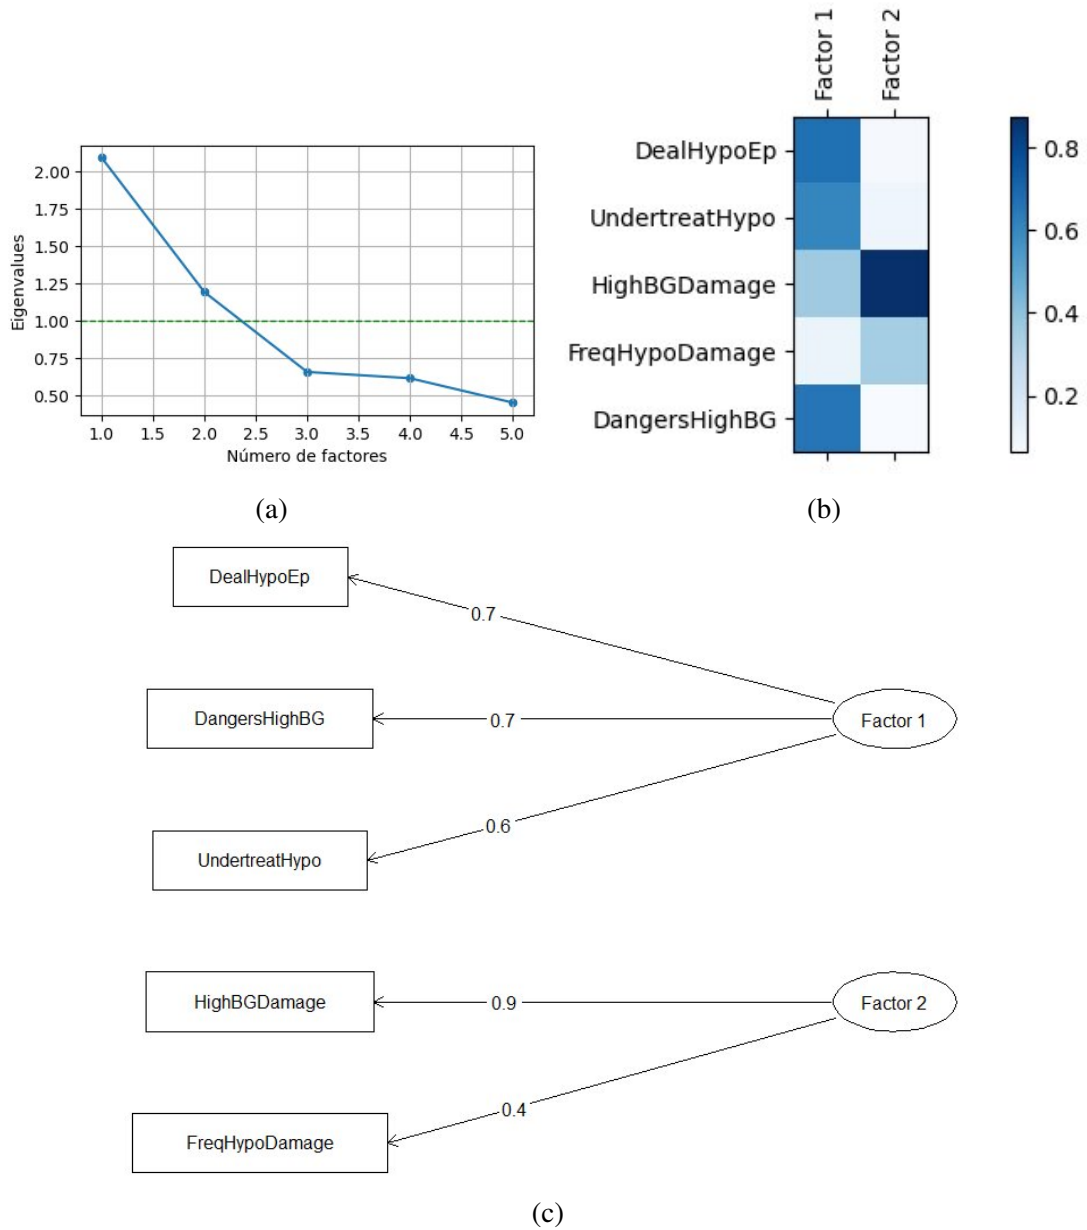 2.00
1.75
1.50
1.25
1.00
0.75
0.50
Eigenvalues
1.0 1.5 2.0 2.5 3.0 3.5 4.0 4.5 5.0
Número de factores
(a)
Factor 1
Factor 2
DealHypoEp
UndertreatHypo
HighBGDamage
FreqHypoDamage
DangersHighBG
0.8
0.6
0.4
0.2
(b)
DealHypoEp
0.7
DangersHighBG
0.7
Factor 1
UndertreatHypo
0.6
HighBGDamage
0.9
Factor 2
FreqHypoDamage
0.4
(c)